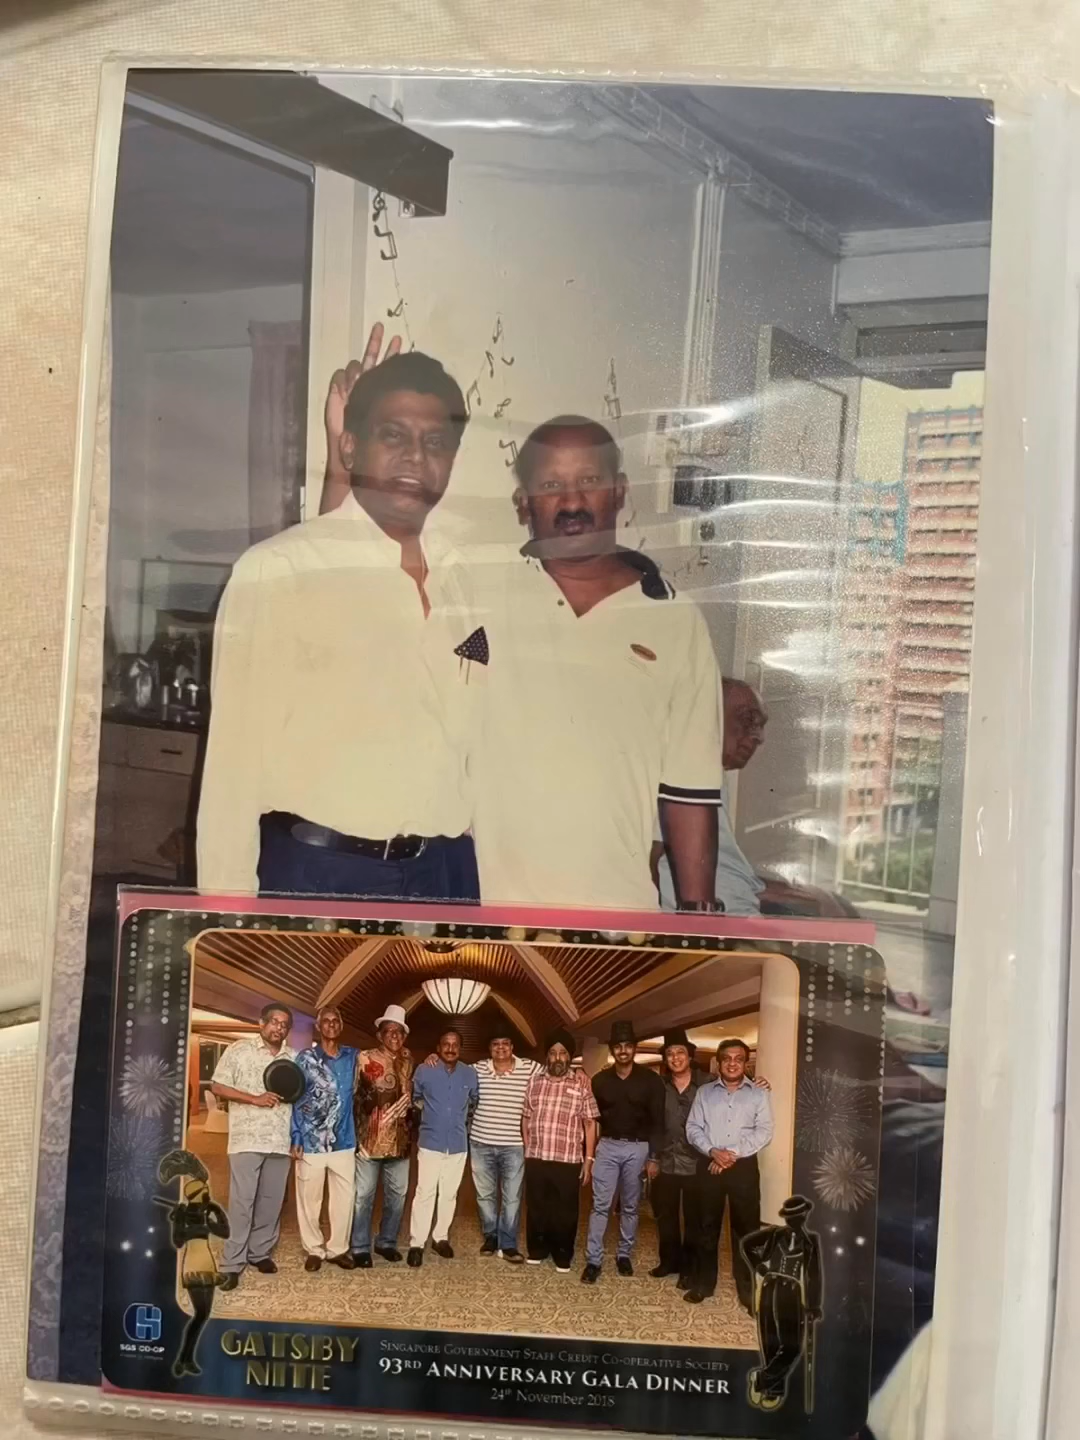 SGS CO-OP
GATSBY
NITE
SINGAPORE GOVERNMENT STAFF CREDIT CO-OPERATIVE SOCIETY
93RD ANNIVERSARY GALA DINNER
24th November 2018